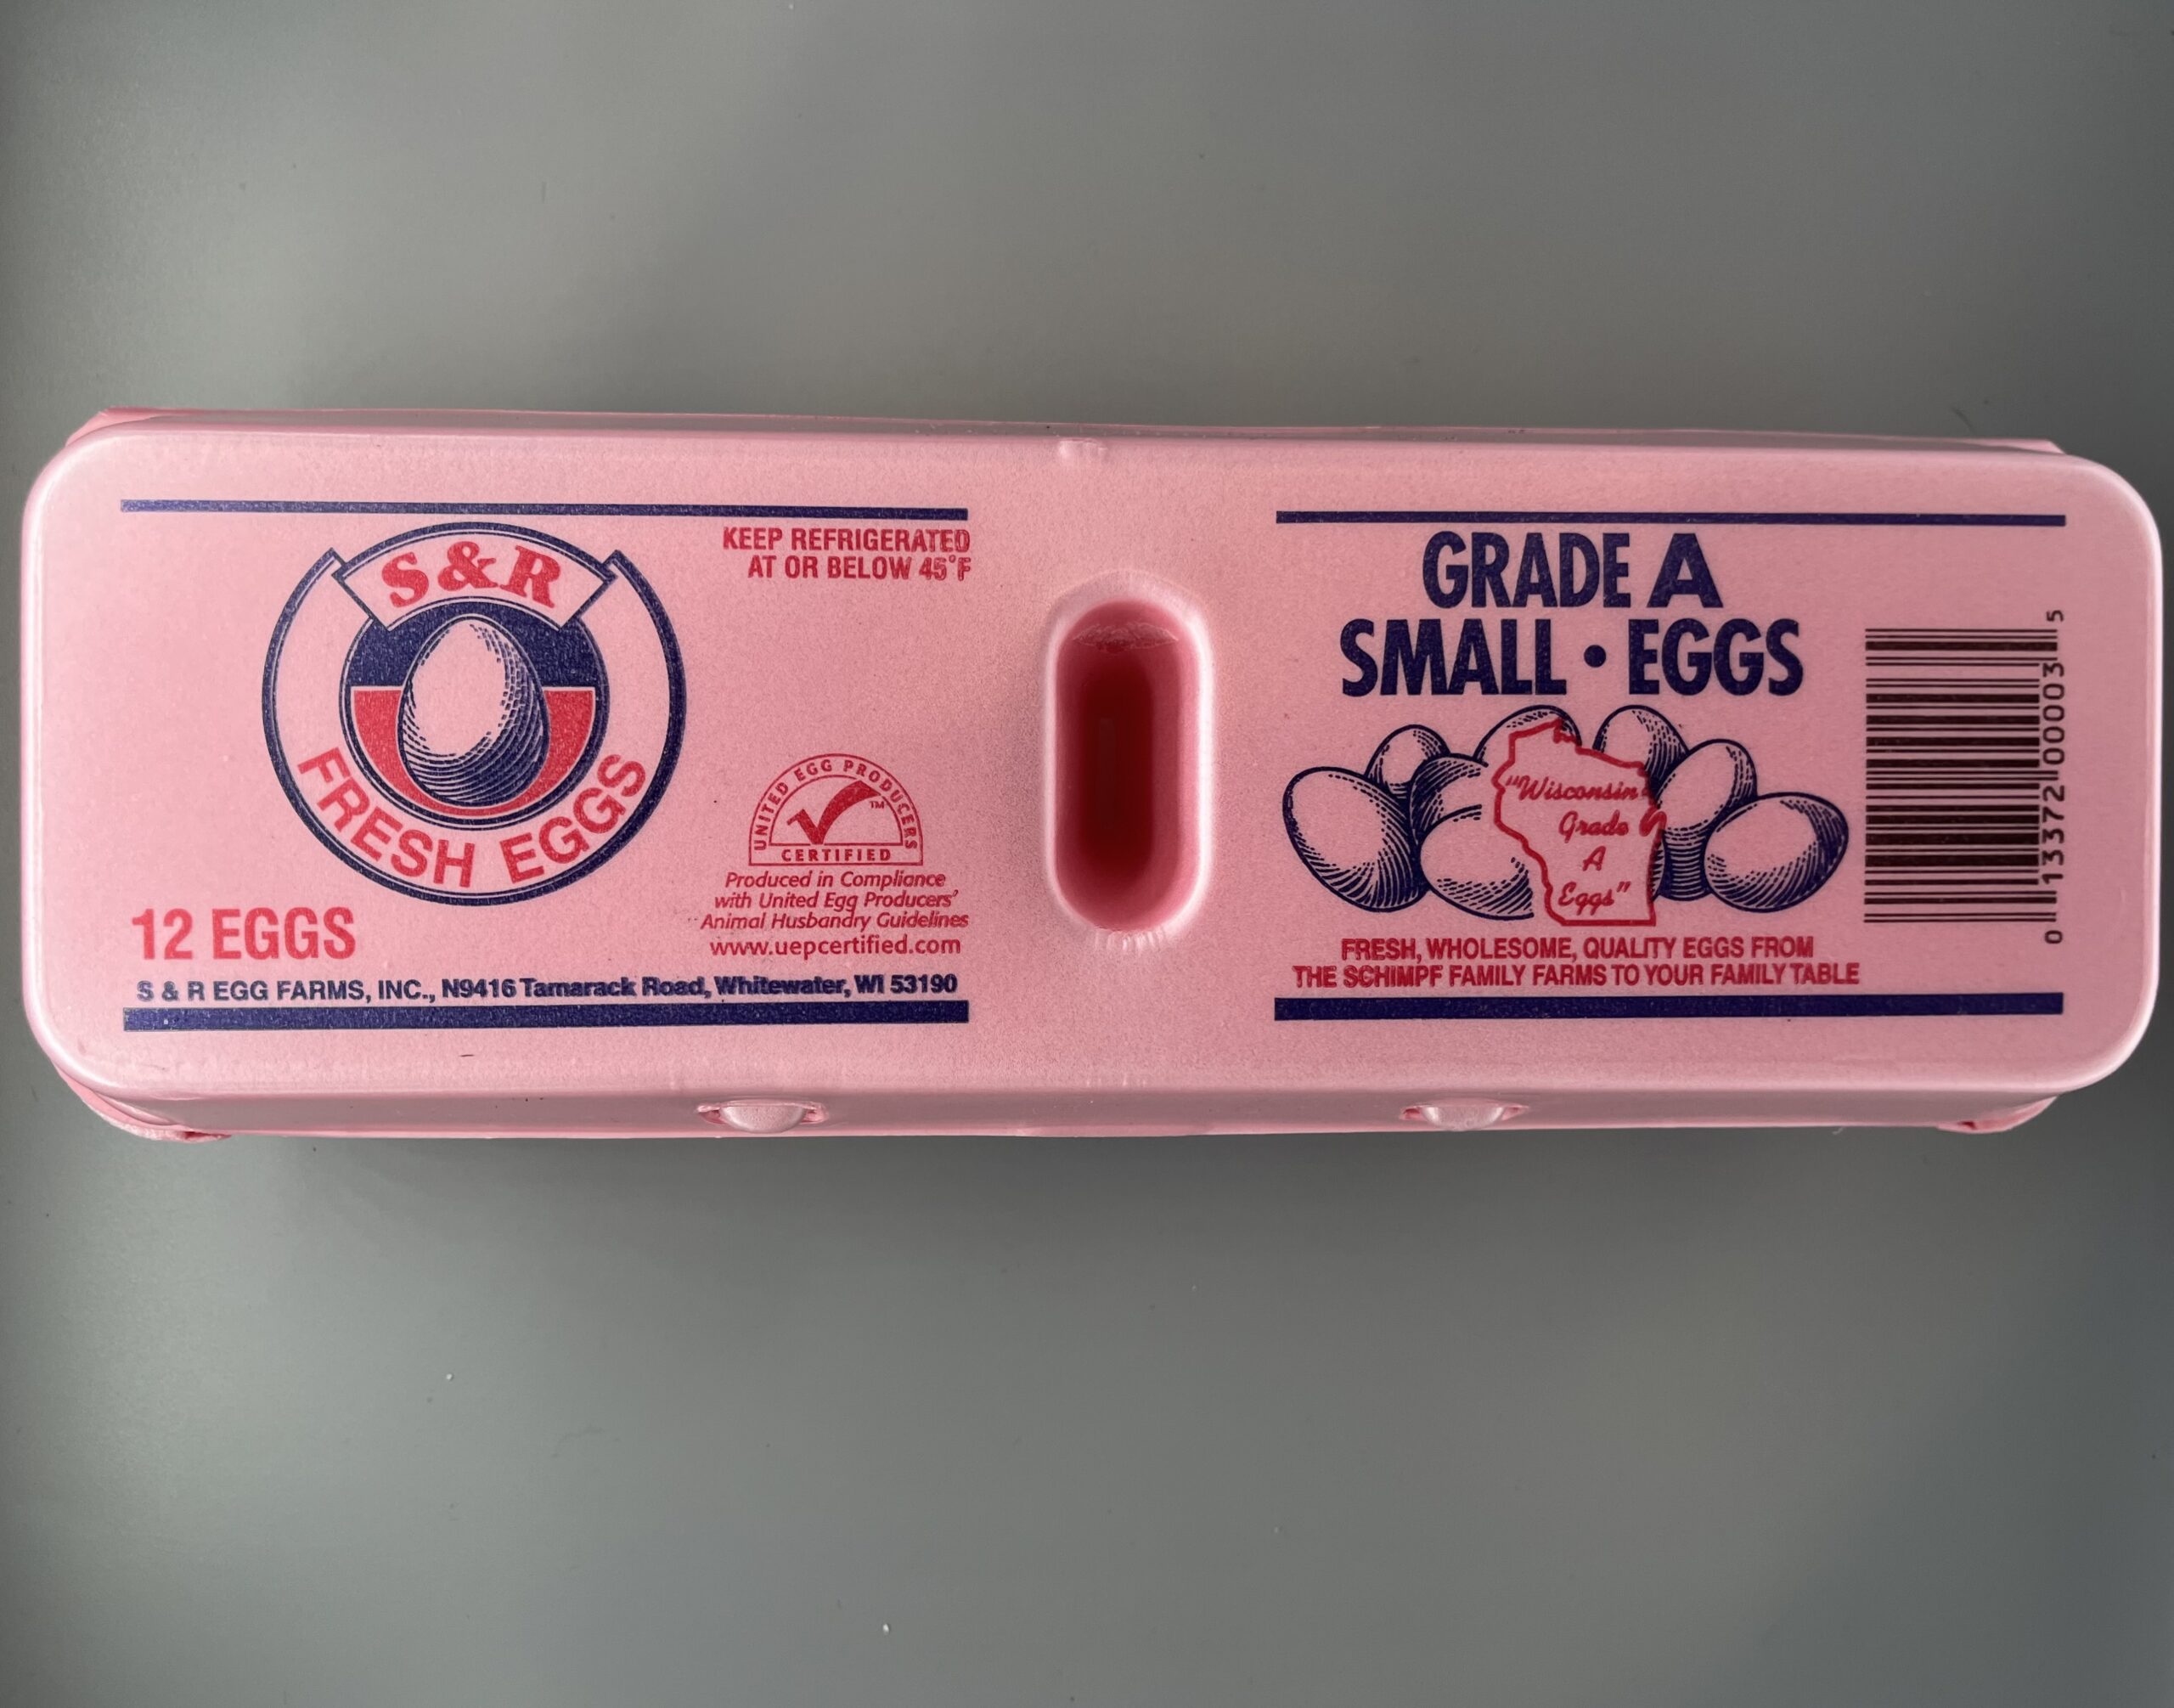 S&R
FRESH EGGS
KEEP REFRIGERATED
AT OR BELOW 45°F
UNITED EGG PRODUCERS
TM
CERTIFIED
Produced in Compliance
with United Egg Producers'
Animal Husbandry Guidelines
www.uepcertified.com
12 EGGS
S & R EGG FARMS, INC., N9416 Tamarack Road, Whitewater, WI 53190
GRADE A
SMALL • EGGS
"Wisconsin
Grade
A
Eggs"
FRESH, WHOLESOME, QUALITY EGGS FROM
THE SCHIMPF FAMILY FARMS TO YOUR FAMILY TABLE
0 13372 00003 5